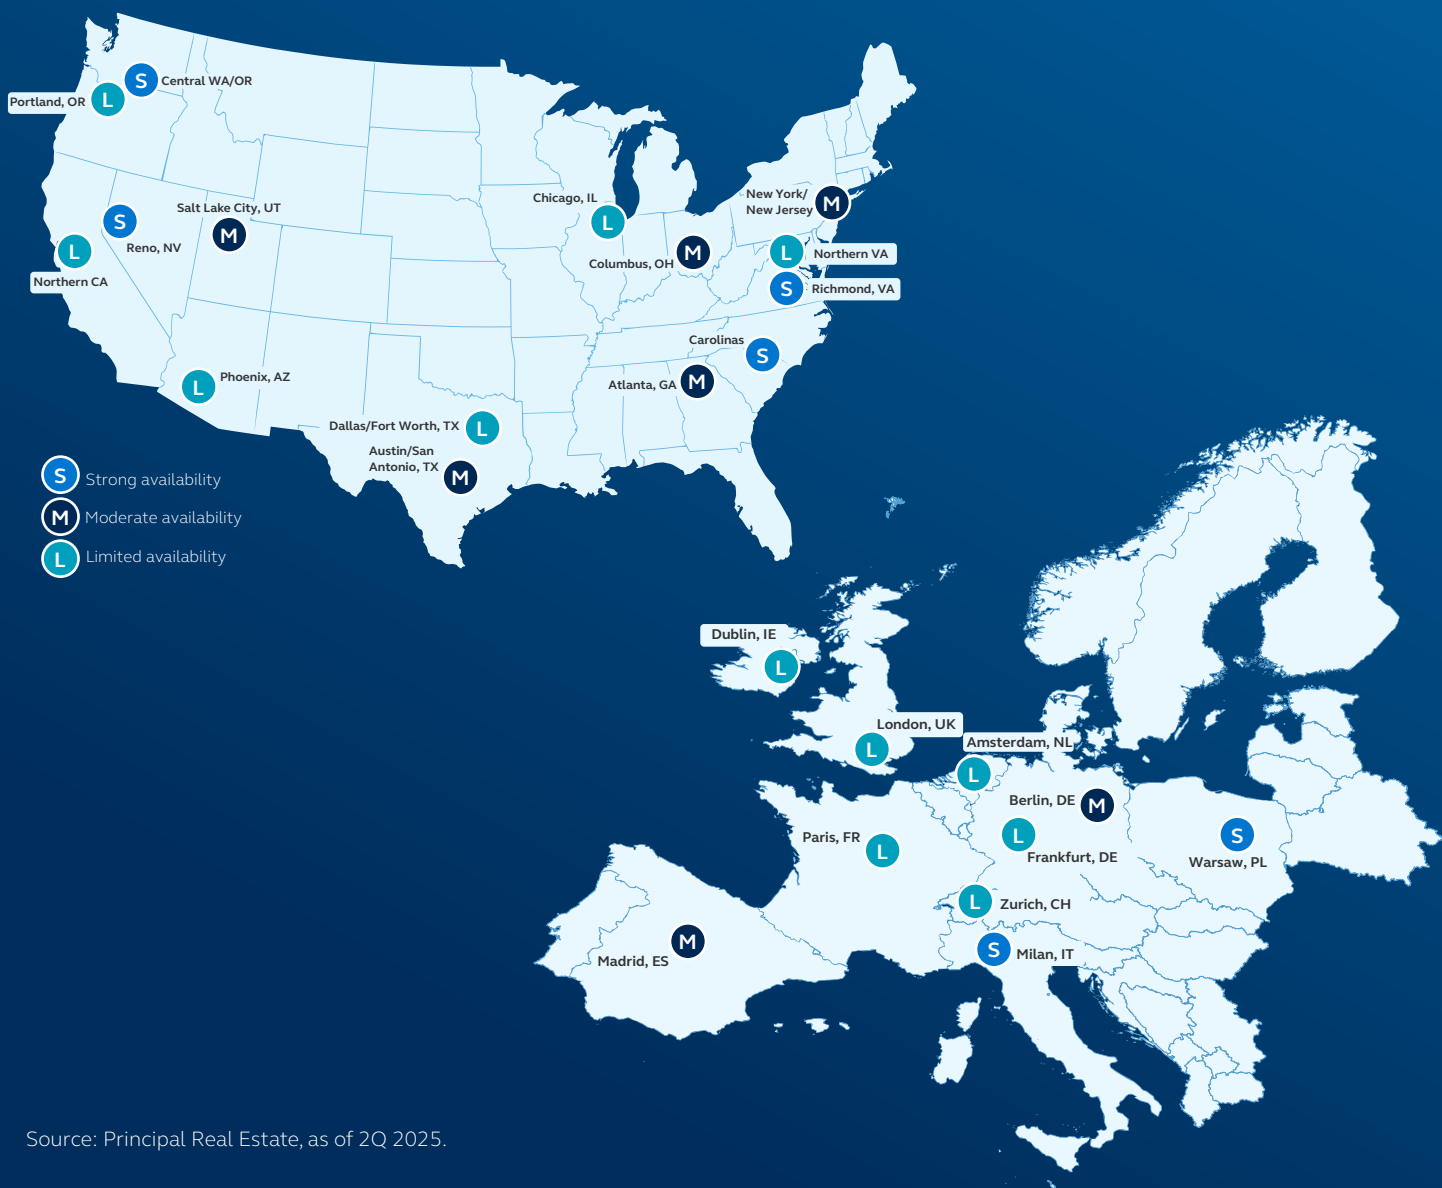 S Central WA/OR
Portland, OR L
Chicago, IL
L
New York/
New Jersey M
Salt Lake City, UT
M
S
Reno, NV
L
Northern CA
M
Columbus, OH
L Northern VA
S Richmond, VA
Carolinas
S
Atlanta, GA M
L Phoenix, AZ
Dallas/Fort Worth, TX L
Austin/San
Antonio, TX M
S Strong availability
M Moderate availability
L Limited availability
Dublin, IE
L
London, UK
L
Amsterdam, NL
L
Berlin, DE M
Paris, FR
L
L
Frankfurt, DE
S
Warsaw, PL
L Zurich, CH
M
Madrid, ES
S Milan, IT
Source: Principal Real Estate, as of 2Q 2025.